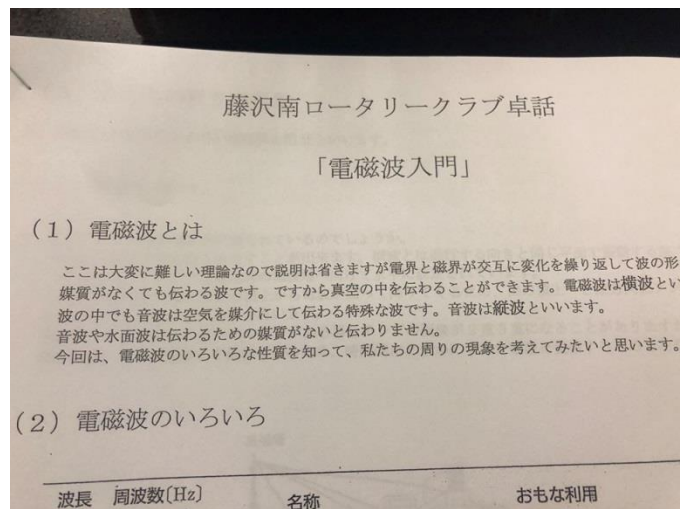 藤沢南ロータリークラブ卓話
「電磁波入門」
(1)電磁波とは
ここは大変に難しい理論なので説明は省きますが電界と磁界が交互に変化を繰り返して波の形
媒質がなくても伝わる波です。ですから真空の中を伝わることができます。電磁波は横波とい
波の中でも音波は空気を媒介にして伝わる特殊な波です。音波は縦波といいます。
音波や水面波は伝わるための媒質がないと伝わりません。
今回は、電磁波のいろいろな性質を知って、私たちの周りの現象を考えてみたいと思います。
(2)電磁波のいろいろ
波長 周波数〔Hz〕 名称 おもな利用